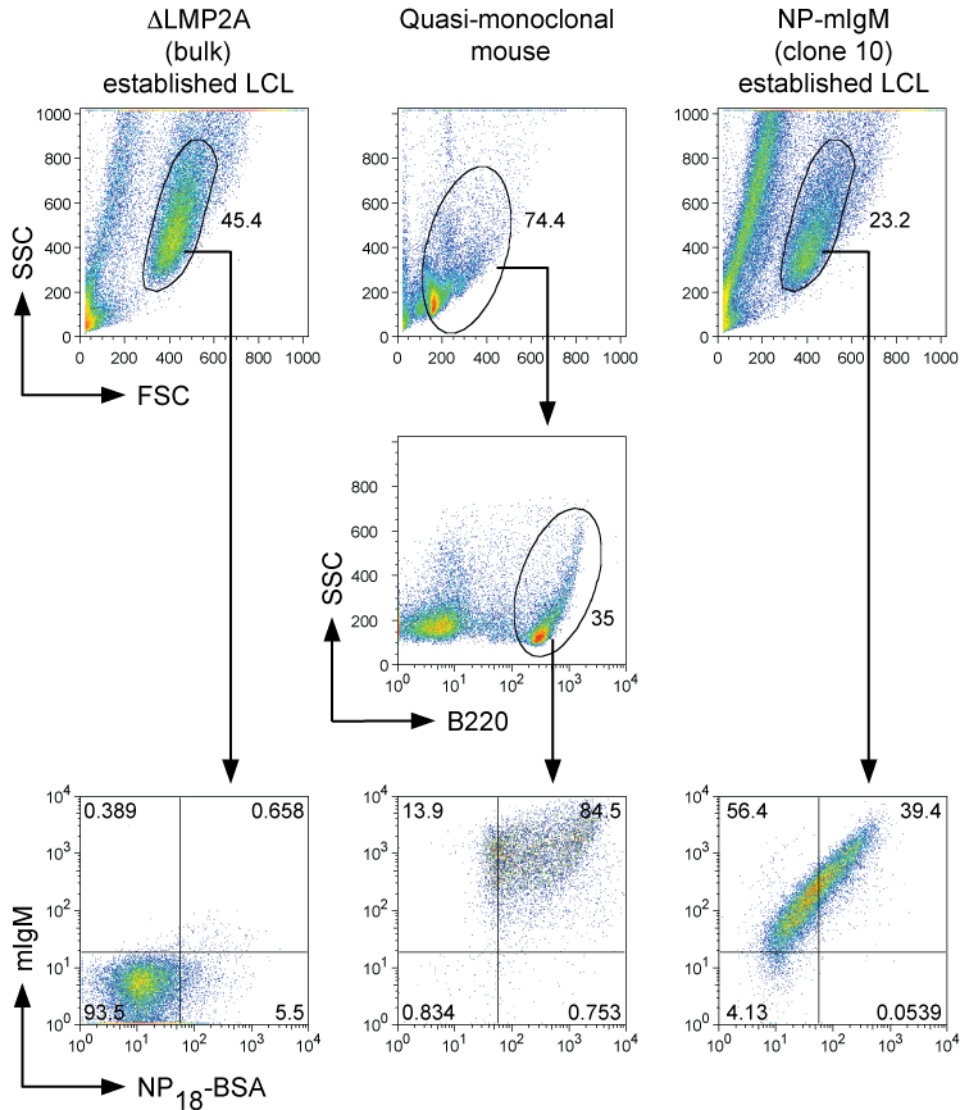 ΔLMP2A
(bulk)
established LCL
Quasi-monoclonal
mouse
NP-mIgM
(clone 10)
established LCL
1000
800
600
400
200
0
0 200 400 600 1000
45.4
SSC
FSC
1000
800
600
400
200
0
0 200 400 600 1000
74.4
1000
800
600
400
200
0
0 200 400 600 1000
23.2
800
600
400
200
0
10⁰ 10¹ 10² 10³ 10⁴
35
SSC
B220
10⁴
10³
10²
10¹
10⁰
10⁰ 10¹ 10² 10³ 10⁴
0.389 0.658
93.5 5.5
mIgM
NP₁₈-BSA
10⁴
10³
10²
10¹
10⁰
10⁰ 10¹ 10² 10³ 10⁴
13.9 84.5
0.834 0.753
10⁴
10³
10²
10¹
10⁰
10⁰ 10¹ 10² 10³ 10⁴
56.4 39.4
4.13 0.0539